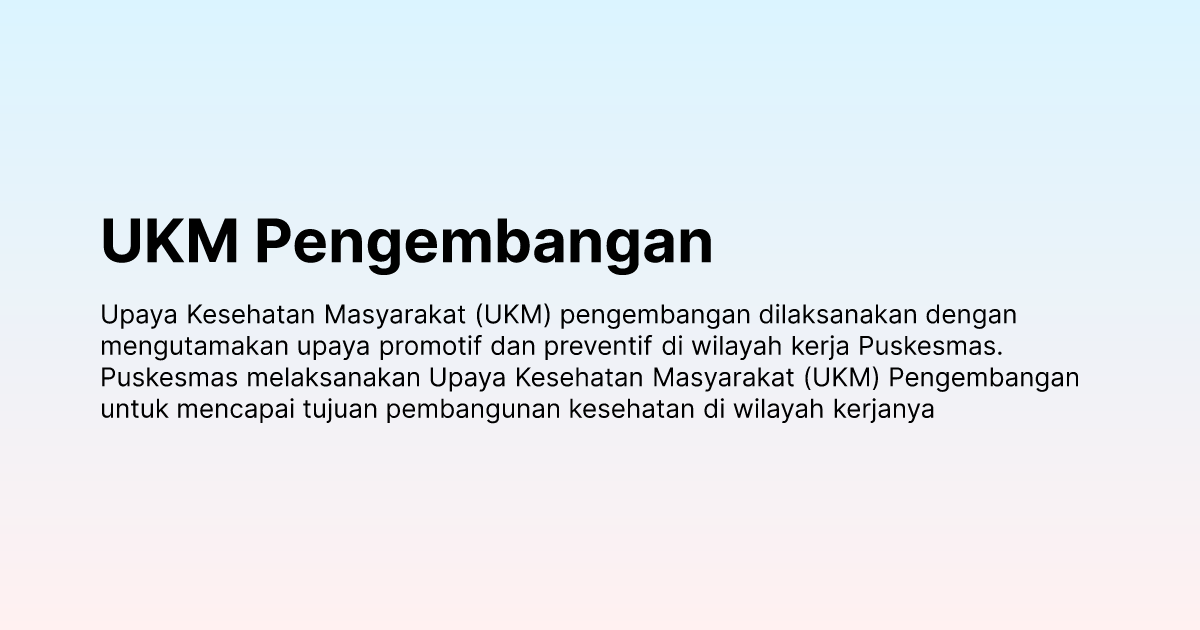 UKM Pengembangan
Upaya Kesehatan Masyarakat (UKM) pengembangan dilaksanakan dengan
mengutamakan upaya promotif dan preventif di wilayah kerja Puskesmas.
Puskesmas melaksanakan Upaya Kesehatan Masyarakat (UKM) Pengembangan
untuk mencapai tujuan pembangunan kesehatan di wilayah kerjanya